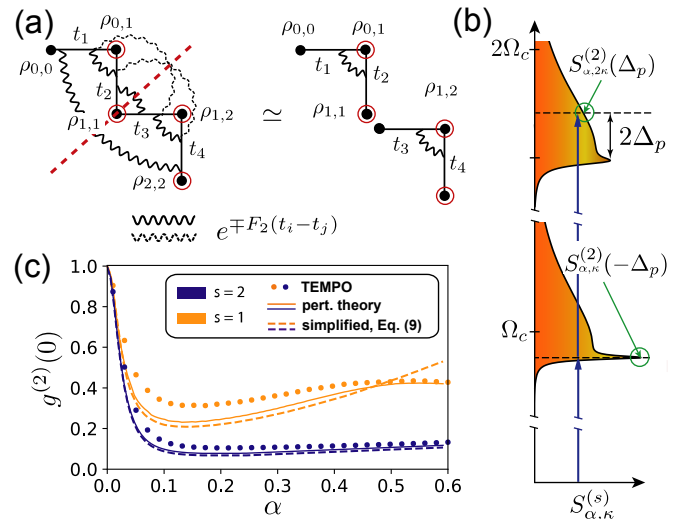 (a)
ρ0,0
t1
ρ0,1
t2
ρ1,1
t3
ρ1,2
t4
ρ2,2
≃
ρ0,0
t1
ρ0,1
t2
ρ1,1
ρ1,2
t3
t4
e^{∓F2(ti−tj)}
(b)
2Ωc
S^{(2)}_{α,2κ}(Δp)
2Δp
S^{(2)}_{α,κ}(−Δp)
Ωc
S^{(s)}_{α,κ}
(c)
g^{(2)}(0)
1.0
0.8
0.6
0.4
0.2
0.0
0.0 0.1 0.2 0.3 0.4 0.5 0.6
α
s = 2
s = 1
TEMPO
pert. theory
simplified, Eq. (9)